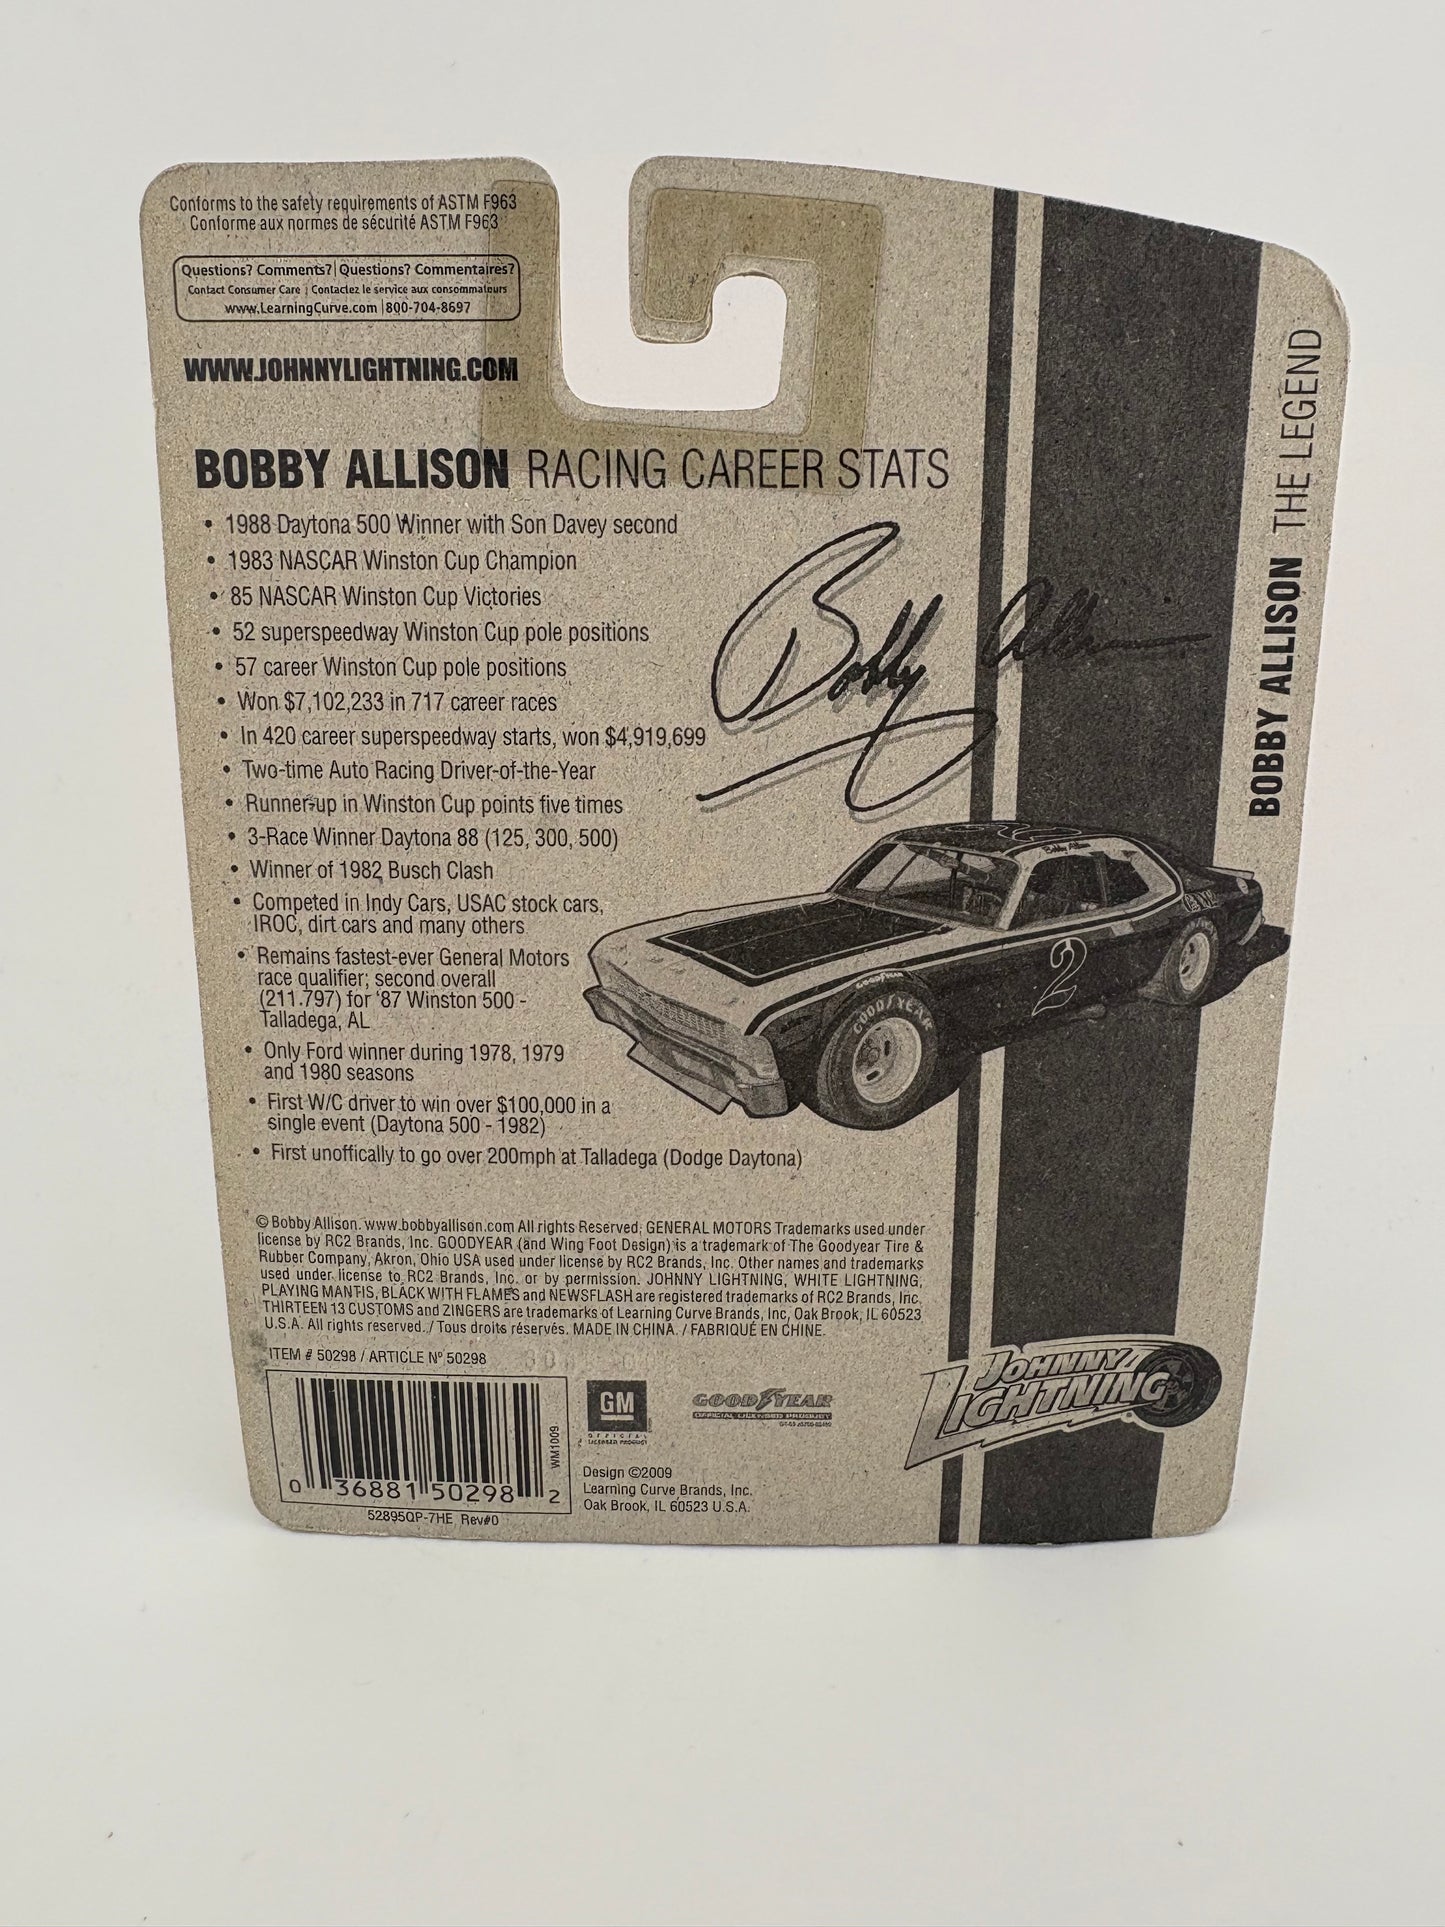 Conforms to the safety requirements of ASTM F963
Conforme aux normes de sécurité ASTM F963
Questions? Comments? | Questions? Commentaires?
Contact Consumer Care | Contactez le service aux consommateurs
www.LearningCurve.com | 800-704-8697
WWW.JOHNNYLIGHTNING.COM
BOBBY ALLISON RACING CAREER STATS
• 1988 Daytona 500 Winner with Son Davey second
• 1983 NASCAR Winston Cup Champion
• 85 NASCAR Winston Cup Victories
• 52 superspeedway Winston Cup pole positions
• 57 career Winston Cup pole positions
• Won $7,102,233 in 717 career races
• In 420 career superspeedway starts, won $4,919,699
• Two-time Auto Racing Driver-of-the-Year
• Runner-up in Winston Cup points five times
• 3-Race Winner Daytona 88 (125, 300, 500)
• Winner of 1982 Busch Clash
• Competed in Indy Cars, USAC stock cars,
IROC, dirt cars and many others
• Remains fastest-ever General Motors
race qualifier; second overall
(211.797) for '87 Winston 500 -
Talladega, AL
• Only Ford winner during 1978, 1979
and 1980 seasons
• First W/C driver to win over $100,000 in a
single event (Daytona 500 - 1982)
• First unoffically to go over 200mph at Talladega (Dodge Daytona)
Bobby Allison
BOBBY ALLISON THE LEGEND
Bobby Allison
2
GOODYEAR
GOODYEAR
© Bobby Allison. www.bobbyallison.com All rights Reserved. GENERAL MOTORS Trademarks used under
license by RC2 Brands, Inc. GOODYEAR (and Wing Foot Design) is a trademark of The Goodyear Tire &
Rubber Company, Akron, Ohio USA used under license by RC2 Brands, Inc. Other names and trademarks
used under license to RC2 Brands, Inc. or by permission. JOHNNY LIGHTNING, WHITE LIGHTNING,
PLAYING MANTIS, BLACK WITH FLAMES and NEWSFLASH are registered trademarks of RC2 Brands, Inc.
THIRTEEN 13 CUSTOMS and ZINGERS are trademarks of Learning Curve Brands, Inc, Oak Brook, IL 60523
U.S.A. All rights reserved. / Tous droits réservés. MADE IN CHINA. / FABRIQUÉ EN CHINE.
ITEM # 50298 / ARTICLE Nº 50298
0 36881 50298 2
WM1009
52895QP-7HE Rev#0
GM
OFFICIAL
LICENSED PRODUCT
GOODYEAR
OFFICIAL LICENSED PRODUCT
Design ©2009
Learning Curve Brands, Inc.
Oak Brook, IL 60523 U.S.A.
JOHNNY
LIGHTNING